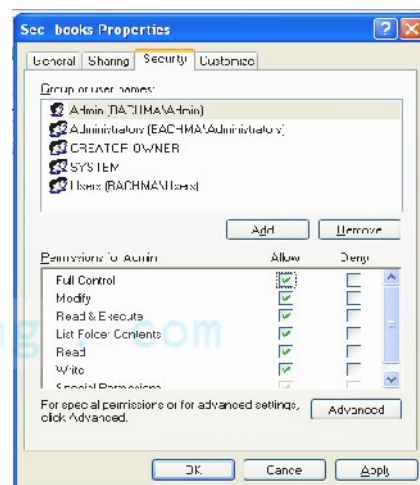 Sec books Properties
General Sharing Security Customize
Group or user names:
Admin (BACHMA\Admin)
Administrators (BACHMA\Administrators)
CREATOR OWNER
SYSTEM
Users (BACHMA\Users)
Add Remove
Permissions for Admin Allow Deny
Full Control
Modify
Read & Execute
List Folder Contents
Read
Write
Special Permissions
For special permissions or for advanced settings,
click Advanced.
Advanced
OK Cancel Apply